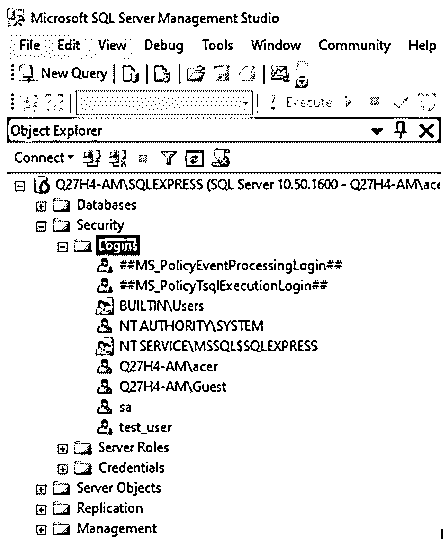 Microsoft SQL Server Management Studio
File Edit View Debug Tools Window Community Help
New Query
Execute
Object Explorer
Connect
Q27H4-AM\SQLEXPRESS (SQL Server 10.50.1600 - Q27H4-AM\ace
Databases
Security
Logins
##MS_PolicyEventProcessingLogin##
##MS_PolicyTsqlExecutionLogin##
BUILTIN\Users
NT AUTHORITY\SYSTEM
NT SERVICE\MSSQL$SQLEXPRESS
Q27H4-AM\acer
Q27H4-AM\Guest
sa
test_user
Server Roles
Credentials
Server Objects
Replication
Management